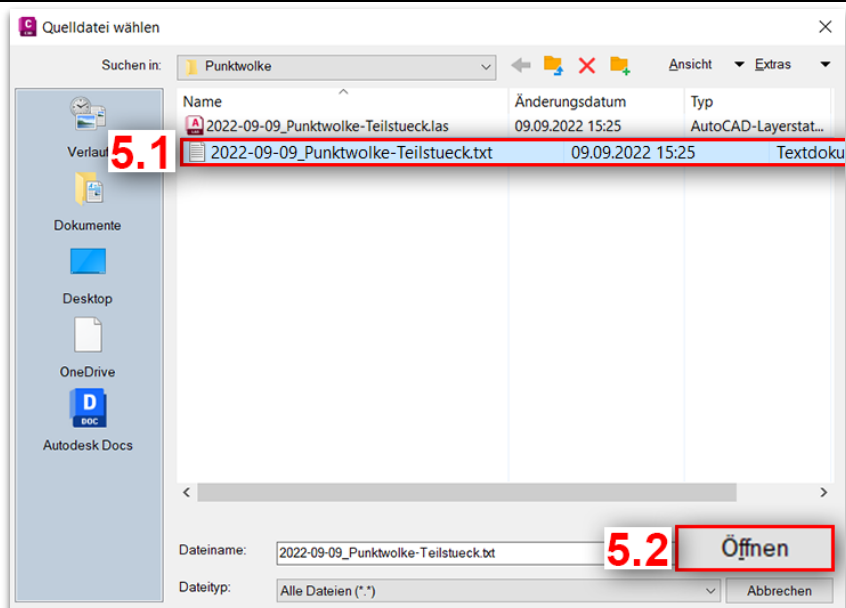 Quelldatei wählen
Suchen in: Punktwolke Ansicht Extras
Name Änderungsdatum Typ
2022-09-09_Punktwolke-Teilstueck.las 09.09.2022 15:25 AutoCAD-Layerstat...
5.1 2022-09-09_Punktwolke-Teilstueck.txt 09.09.2022 15:25 Textdoku
Verlauf
Dokumente
Desktop
OneDrive
D
DOC
Autodesk Docs
Dateiname: 2022-09-09_Punktwolke-Teilstueck.txt 5.2 Öffnen
Dateityp: Alle Dateien (*.*) Abbrechen